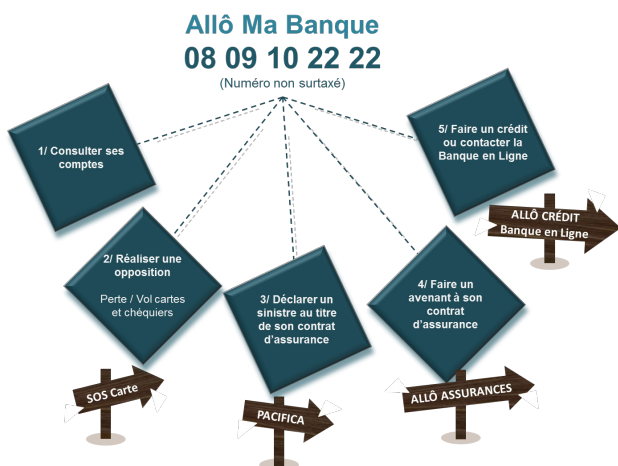 Allô Ma Banque
08 09 10 22 22
(Numéro non surtaxé)
1/ Consulter ses
comptes
2/ Réaliser une
opposition
Perte / Vol cartes
et chéquiers
SOS Carte
3/ Déclarer un
sinistre au titre
de son contrat
d'assurance
PACIFICA
4/ Faire un
avenant à son
contrat
d'assurance
ALLÔ ASSURANCES
5/ Faire un crédit
ou contacter la
Banque en Ligne
ALLÔ CRÉDIT
Banque en Ligne